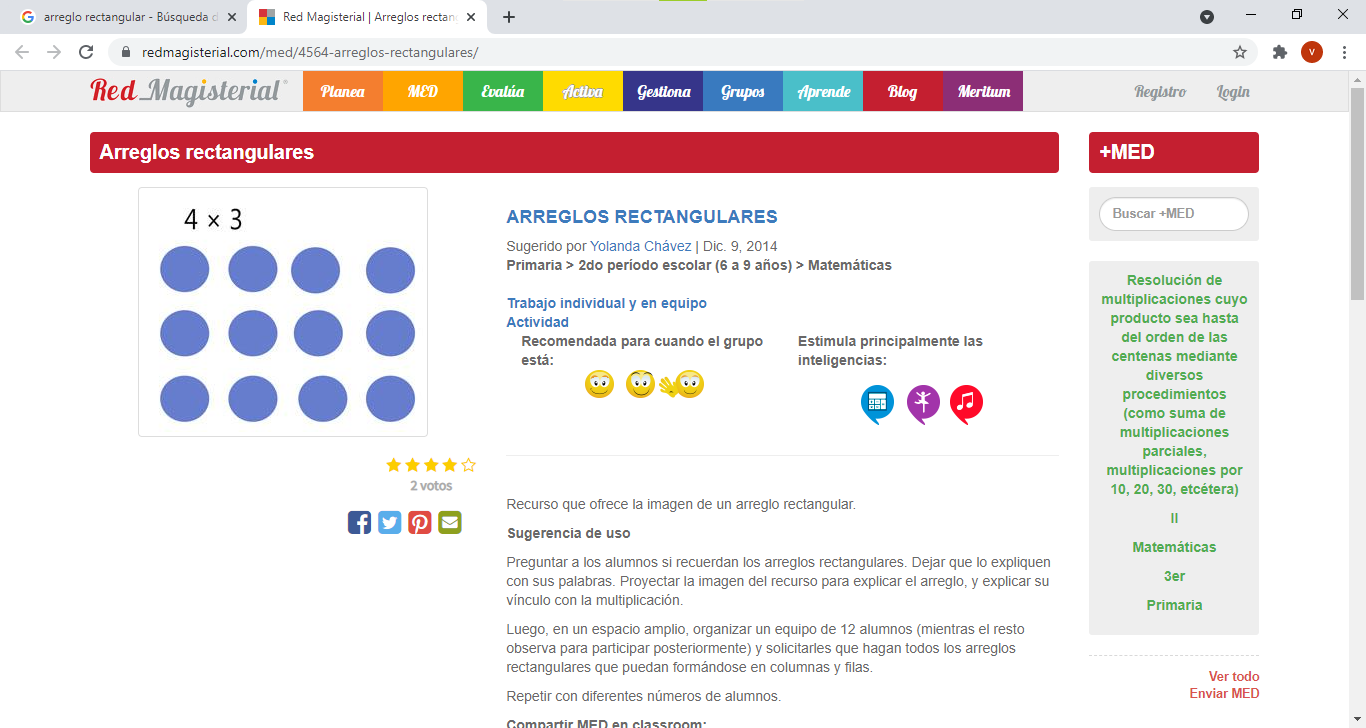 arreglo rectangular - Búsqueda d
Red Magisterial | Arreglos rectan
redmagisterial.com/med/4564-arreglos-rectangulares/
V
Red_Magisterial
Planea
MED
Evalúa
Activa
Gestiona
Grupos
Aprende
Blog
Meritum
Registro
Login
Arreglos rectangulares
4 × 3
2 votos
ARREGLOS RECTANGULARES
Sugerido por Yolanda Chávez | Dic. 9, 2014
Primaria > 2do período escolar (6 a 9 años) > Matemáticas
Trabajo individual y en equipo
Actividad
Recomendada para cuando el grupo
está:
Estimula principalmente las
inteligencias:
Recurso que ofrece la imagen de un arreglo rectangular.
Sugerencia de uso
Preguntar a los alumnos si recuerdan los arreglos rectangulares. Dejar que lo expliquen
con sus palabras. Proyectar la imagen del recurso para explicar el arreglo, y explicar su
vínculo con la multiplicación.
Luego, en un espacio amplio, organizar un equipo de 12 alumnos (mientras el resto
observa para participar posteriormente) y solicitarles que hagan todos los arreglos
rectangulares que puedan formándose en columnas y filas.
Repetir con diferentes números de alumnos.
Compartir MED en classroom:
+MED
Buscar +MED
Resolución de
multiplicaciones cuyo
producto sea hasta
del orden de las
centenas mediante
diversos
procedimientos
(como suma de
multiplicaciones
parciales,
multiplicaciones por
10, 20, 30, etcétera)
II
Matemáticas
3er
Primaria
Ver todo
Enviar MED